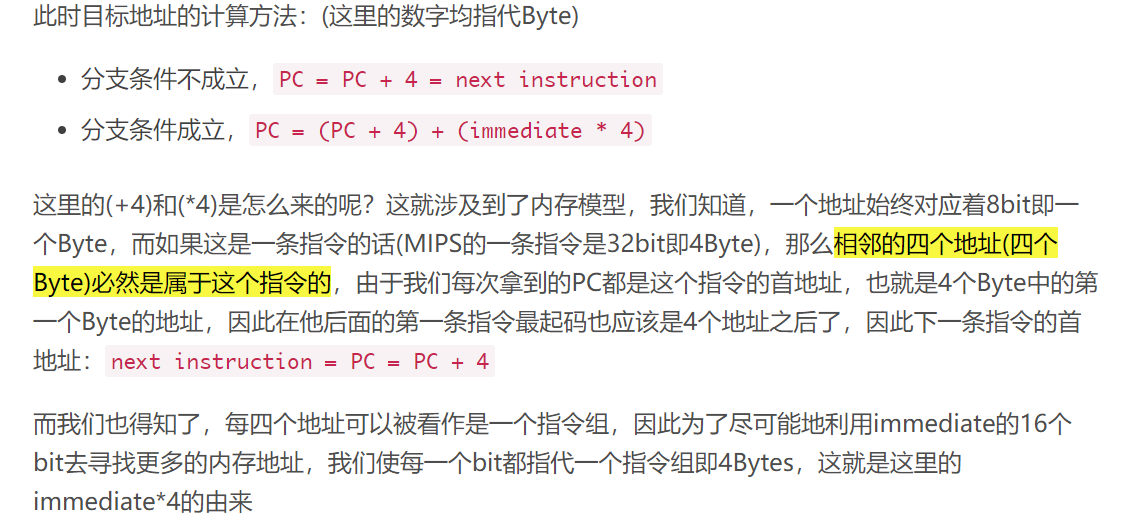 此时目标地址的计算方法：(这里的数字均指代Byte)
• 分支条件不成立，PC = PC + 4 = next instruction
• 分支条件成立，PC = (PC + 4) + (immediate * 4)
这里的(+4)和(*4)是怎么来的呢？这就涉及到了内存模型，我们知道，一个地址始终对应着8bit即一
个Byte，而如果这是一条指令的话(MIPS的一条指令是32bit即4Byte)，那么相邻的四个地址(四个
Byte)必然是属于这个指令的，由于我们每次拿到的PC都是这个指令的首地址，也就是4个Byte中的第
一个Byte的地址，因此在他后面的第一条指令最起码也应该是4个地址之后了，因此下一条指令的首
地址：next instruction = PC = PC + 4
而我们也得知了，每四个地址可以被看作是一个指令组，因此为了尽可能地利用immediate的16个
bit去寻找更多的内存地址，我们使每一个bit都指代一个指令组即4Bytes，这就是这里的
immediate*4的由来